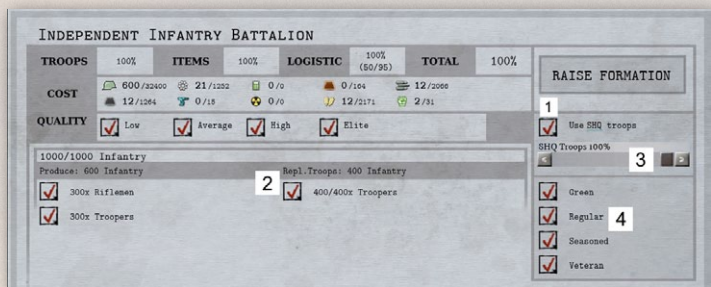 INDEPENDENT INFANTRY BATTALION
TROOPS 100% ITEMS 100% LOGISTIC 100% (50/95) TOTAL 100%
COST 600/32400 21/1252 0/0 0/104 12/2066
12/1264 0/15 0/0 12/2171 2/31
QUALITY Low Average High Elite
1000/1000 Infantry
Produce: 600 Infantry Repl.Troops: 400 Infantry
300x Riflemen 2 400/400x Troopers
300x Troopers
RAISE FORMATION
1
Use SHQ troops
SHQ Troops 100%
3
Green
Regular 4
Seasoned
Veteran